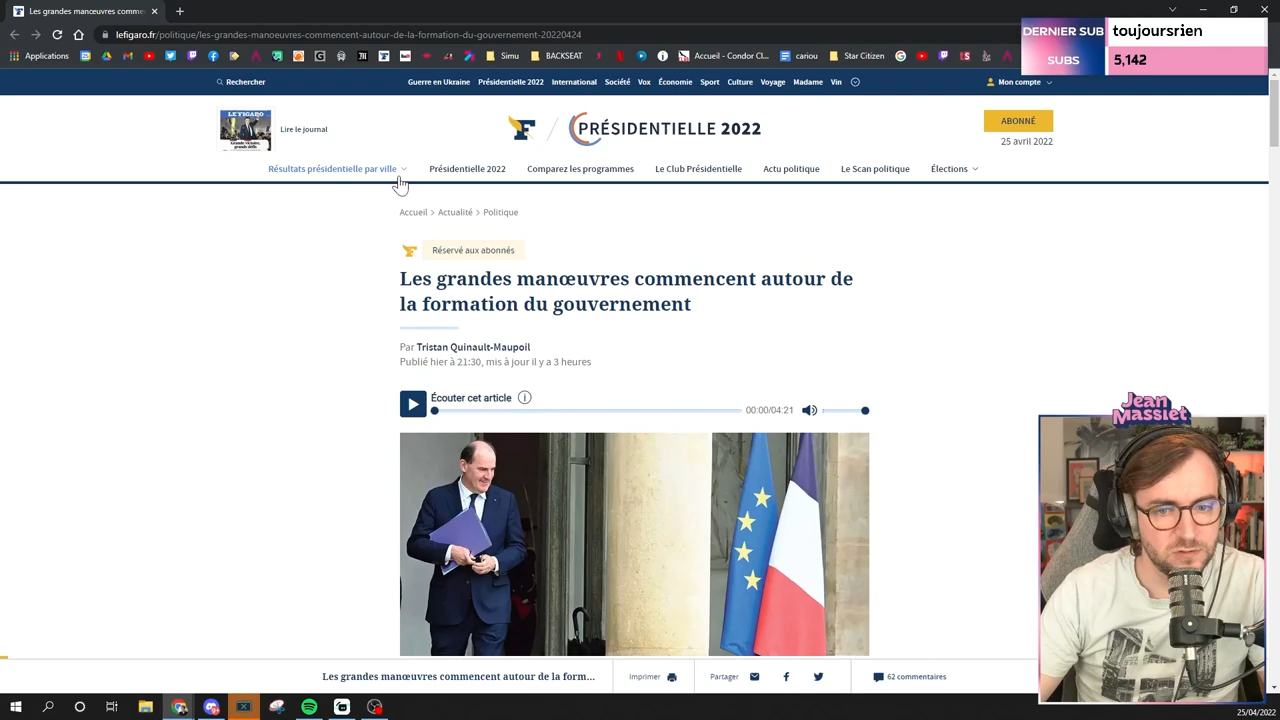 Les grandes manœuvres commenc
lefigaro.fr/politique/les-grandes-manoeuvres-commencent-autour-de-la-formation-du-gouvernement-20220424
Applications
Simu
BACKSEAT
Accueil - Condor C...
cariou
Star Citizen
DERNIER SUB
toujoursrien
SUBS
5,142
Rechercher
Guerre en Ukraine Présidentielle 2022 International Société Vox Économie Sport Culture Voyage Madame Vin
Mon compte
LE FIGARO
Lire le journal
PRÉSIDENTIELLE 2022
ABONNÉ
25 avril 2022
Résultats présidentielle par ville Présidentielle 2022 Comparez les programmes Le Club Présidentielle Actu politique Le Scan politique Élections
Accueil > Actualité > Politique
Réservé aux abonnés
Les grandes manœuvres commencent autour de
la formation du gouvernement
Par Tristan Quinault-Maupoil
Publié hier à 21:30, mis à jour il y a 3 heures
Écouter cet article
00:00/04:21
Jean
Massiet
Les grandes manœuvres commencent autour de la form...
Imprimer
Partager
62 commentaires
25/04/2022